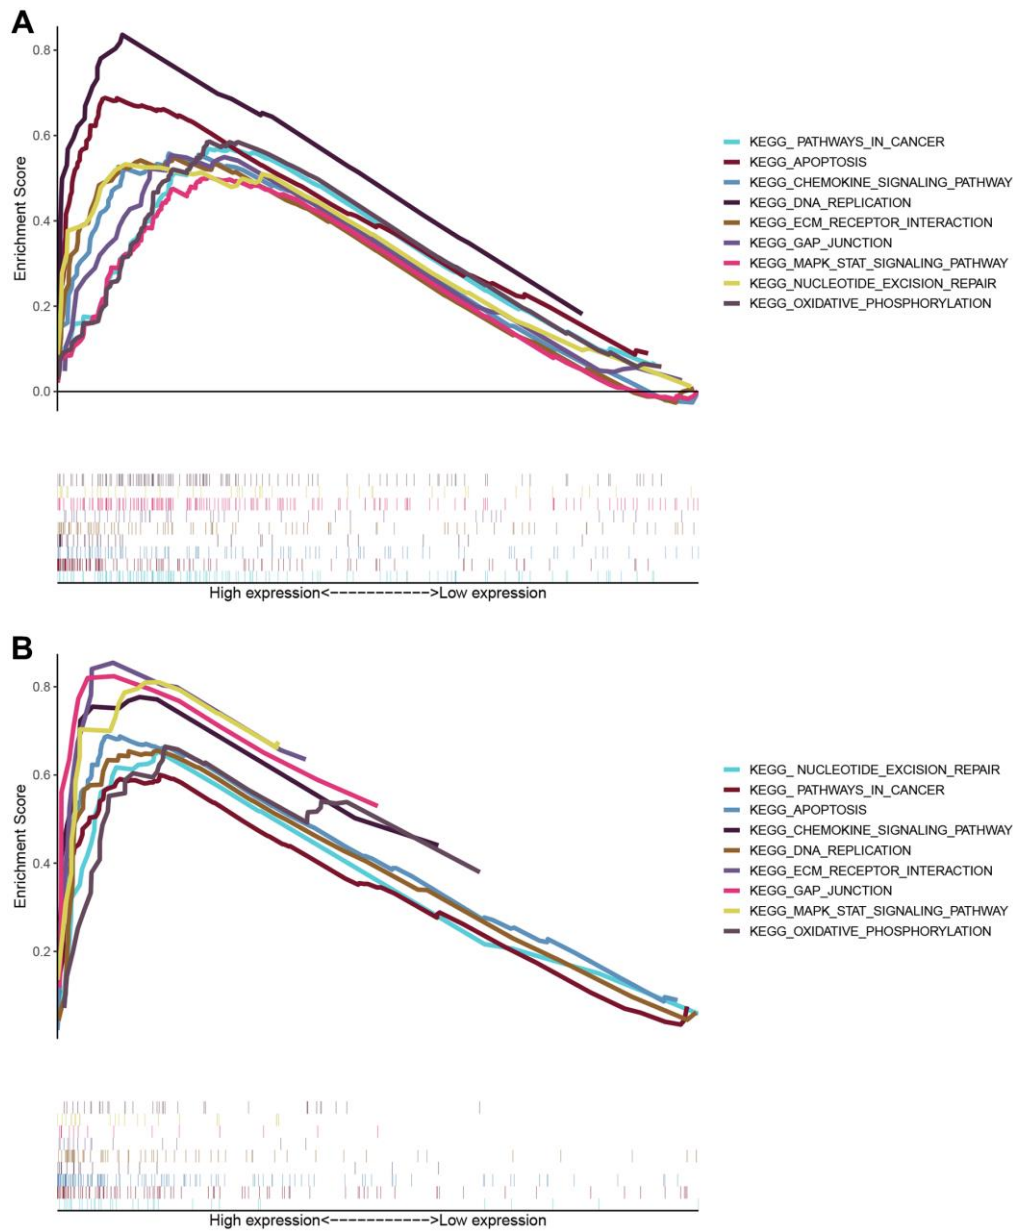 A
0.8
0.6
0.4
0.2
0.0
Enrichment Score
KEGG_ PATHWAYS_IN_CANCER
KEGG_APOPTOSIS
KEGG_CHEMOKINE_SIGNALING_PATHWAY
KEGG_DNA_REPLICATION
KEGG_ECM_RECEPTOR_INTERACTION
KEGG_GAP_JUNCTION
KEGG_MAPK_STAT_SIGNALING_PATHWAY
KEGG_NUCLEOTIDE_EXCISION_REPAIR
KEGG_OXIDATIVE_PHOSPHORYLATION
High expression<----------->Low expression
B
0.8
0.6
0.4
0.2
Enrichment Score
KEGG_ NUCLEOTIDE_EXCISION_REPAIR
KEGG_ PATHWAYS_IN_CANCER
KEGG_APOPTOSIS
KEGG_CHEMOKINE_SIGNALING_PATHWAY
KEGG_DNA_REPLICATION
KEGG_ECM_RECEPTOR_INTERACTION
KEGG_GAP_JUNCTION
KEGG_MAPK_STAT_SIGNALING_PATHWAY
KEGG_OXIDATIVE_PHOSPHORYLATION
High expression<----------->Low expression